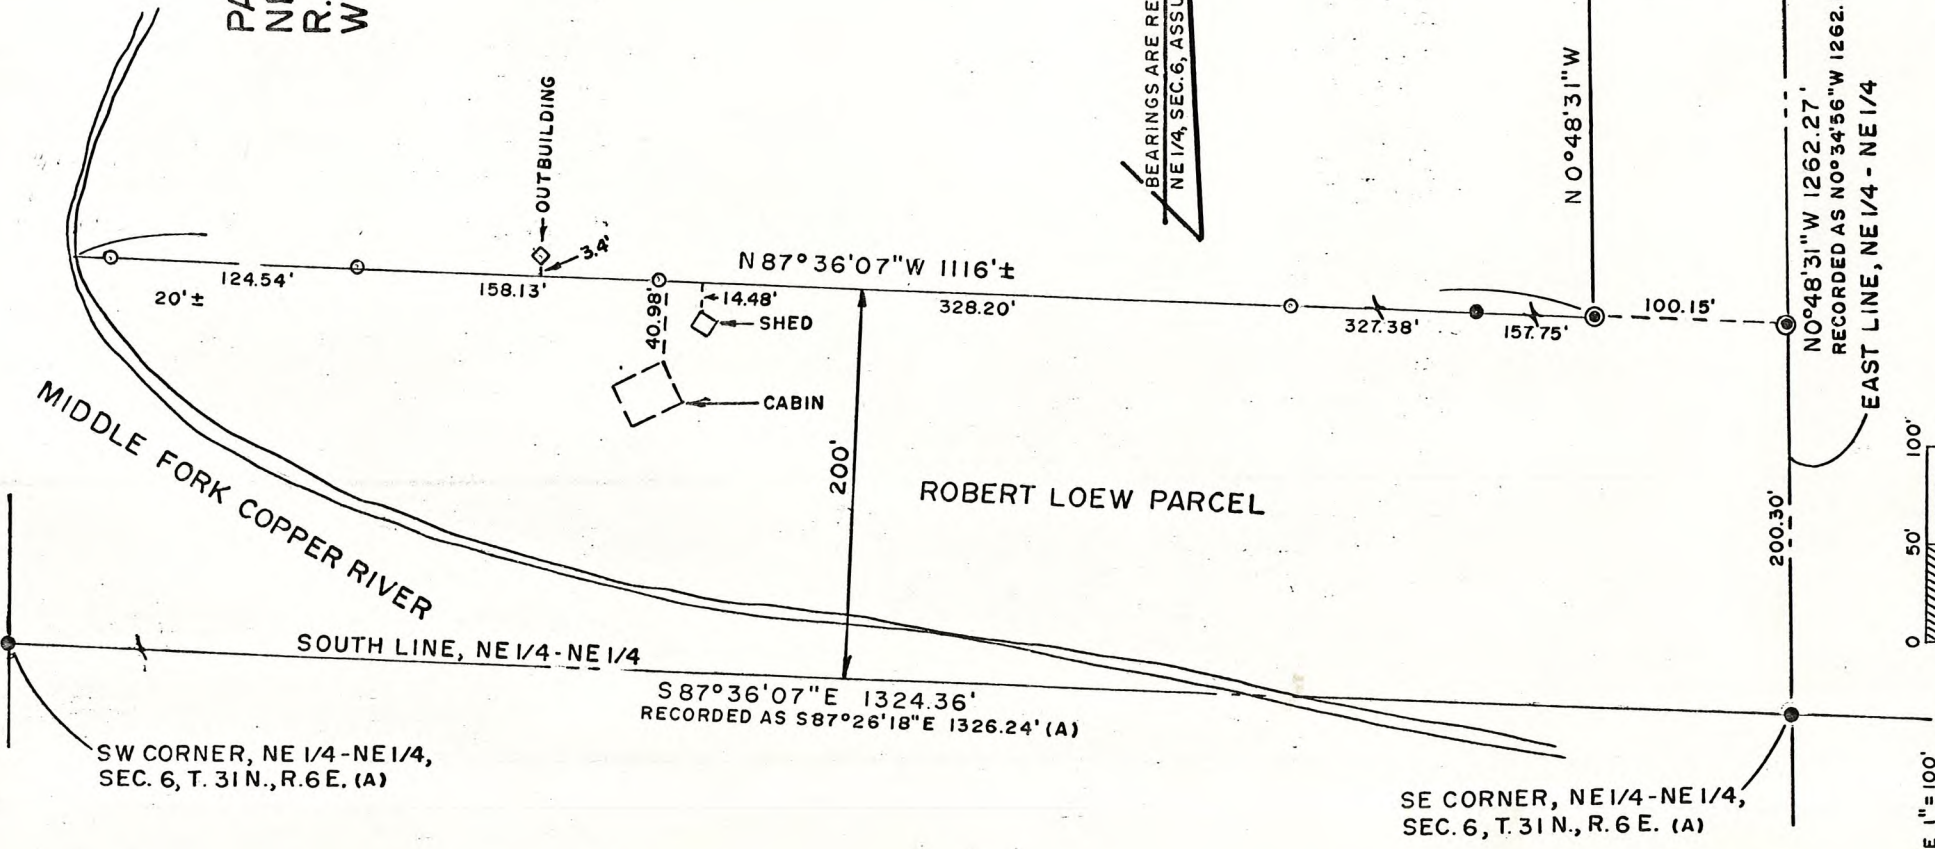 BEARINGS ARE
NE 1/4, SEC. 6,
N 0°48'31"W
N 0°48'31"W 1262.27'
RECORDED AS N0°34'56"W 1262.
EAST LINE, NE 1/4 - NE 1/4
OUTBUILDING
3.4'
N 87°36'07"W 1116'±
124.54'
20'±
158.13'
40.98'
14.48'
328.20'
327.38'
157.75'
100.15'
SHED
CABIN
MIDDLE FORK COPPER RIVER
200'
ROBERT LOEW PARCEL
200.30'
100'
50'
0
1"=100'
SOUTH LINE, NE 1/4 - NE 1/4
S 87°36'07"E 1324.36'
RECORDED AS S87°26'18"E 1326.24' (A)
SW CORNER, NE 1/4 - NE 1/4,
SEC. 6, T. 31 N., R. 6 E. (A)
SE CORNER, NE 1/4 - NE 1/4,
SEC. 6, T. 31 N., R. 6 E. (A)